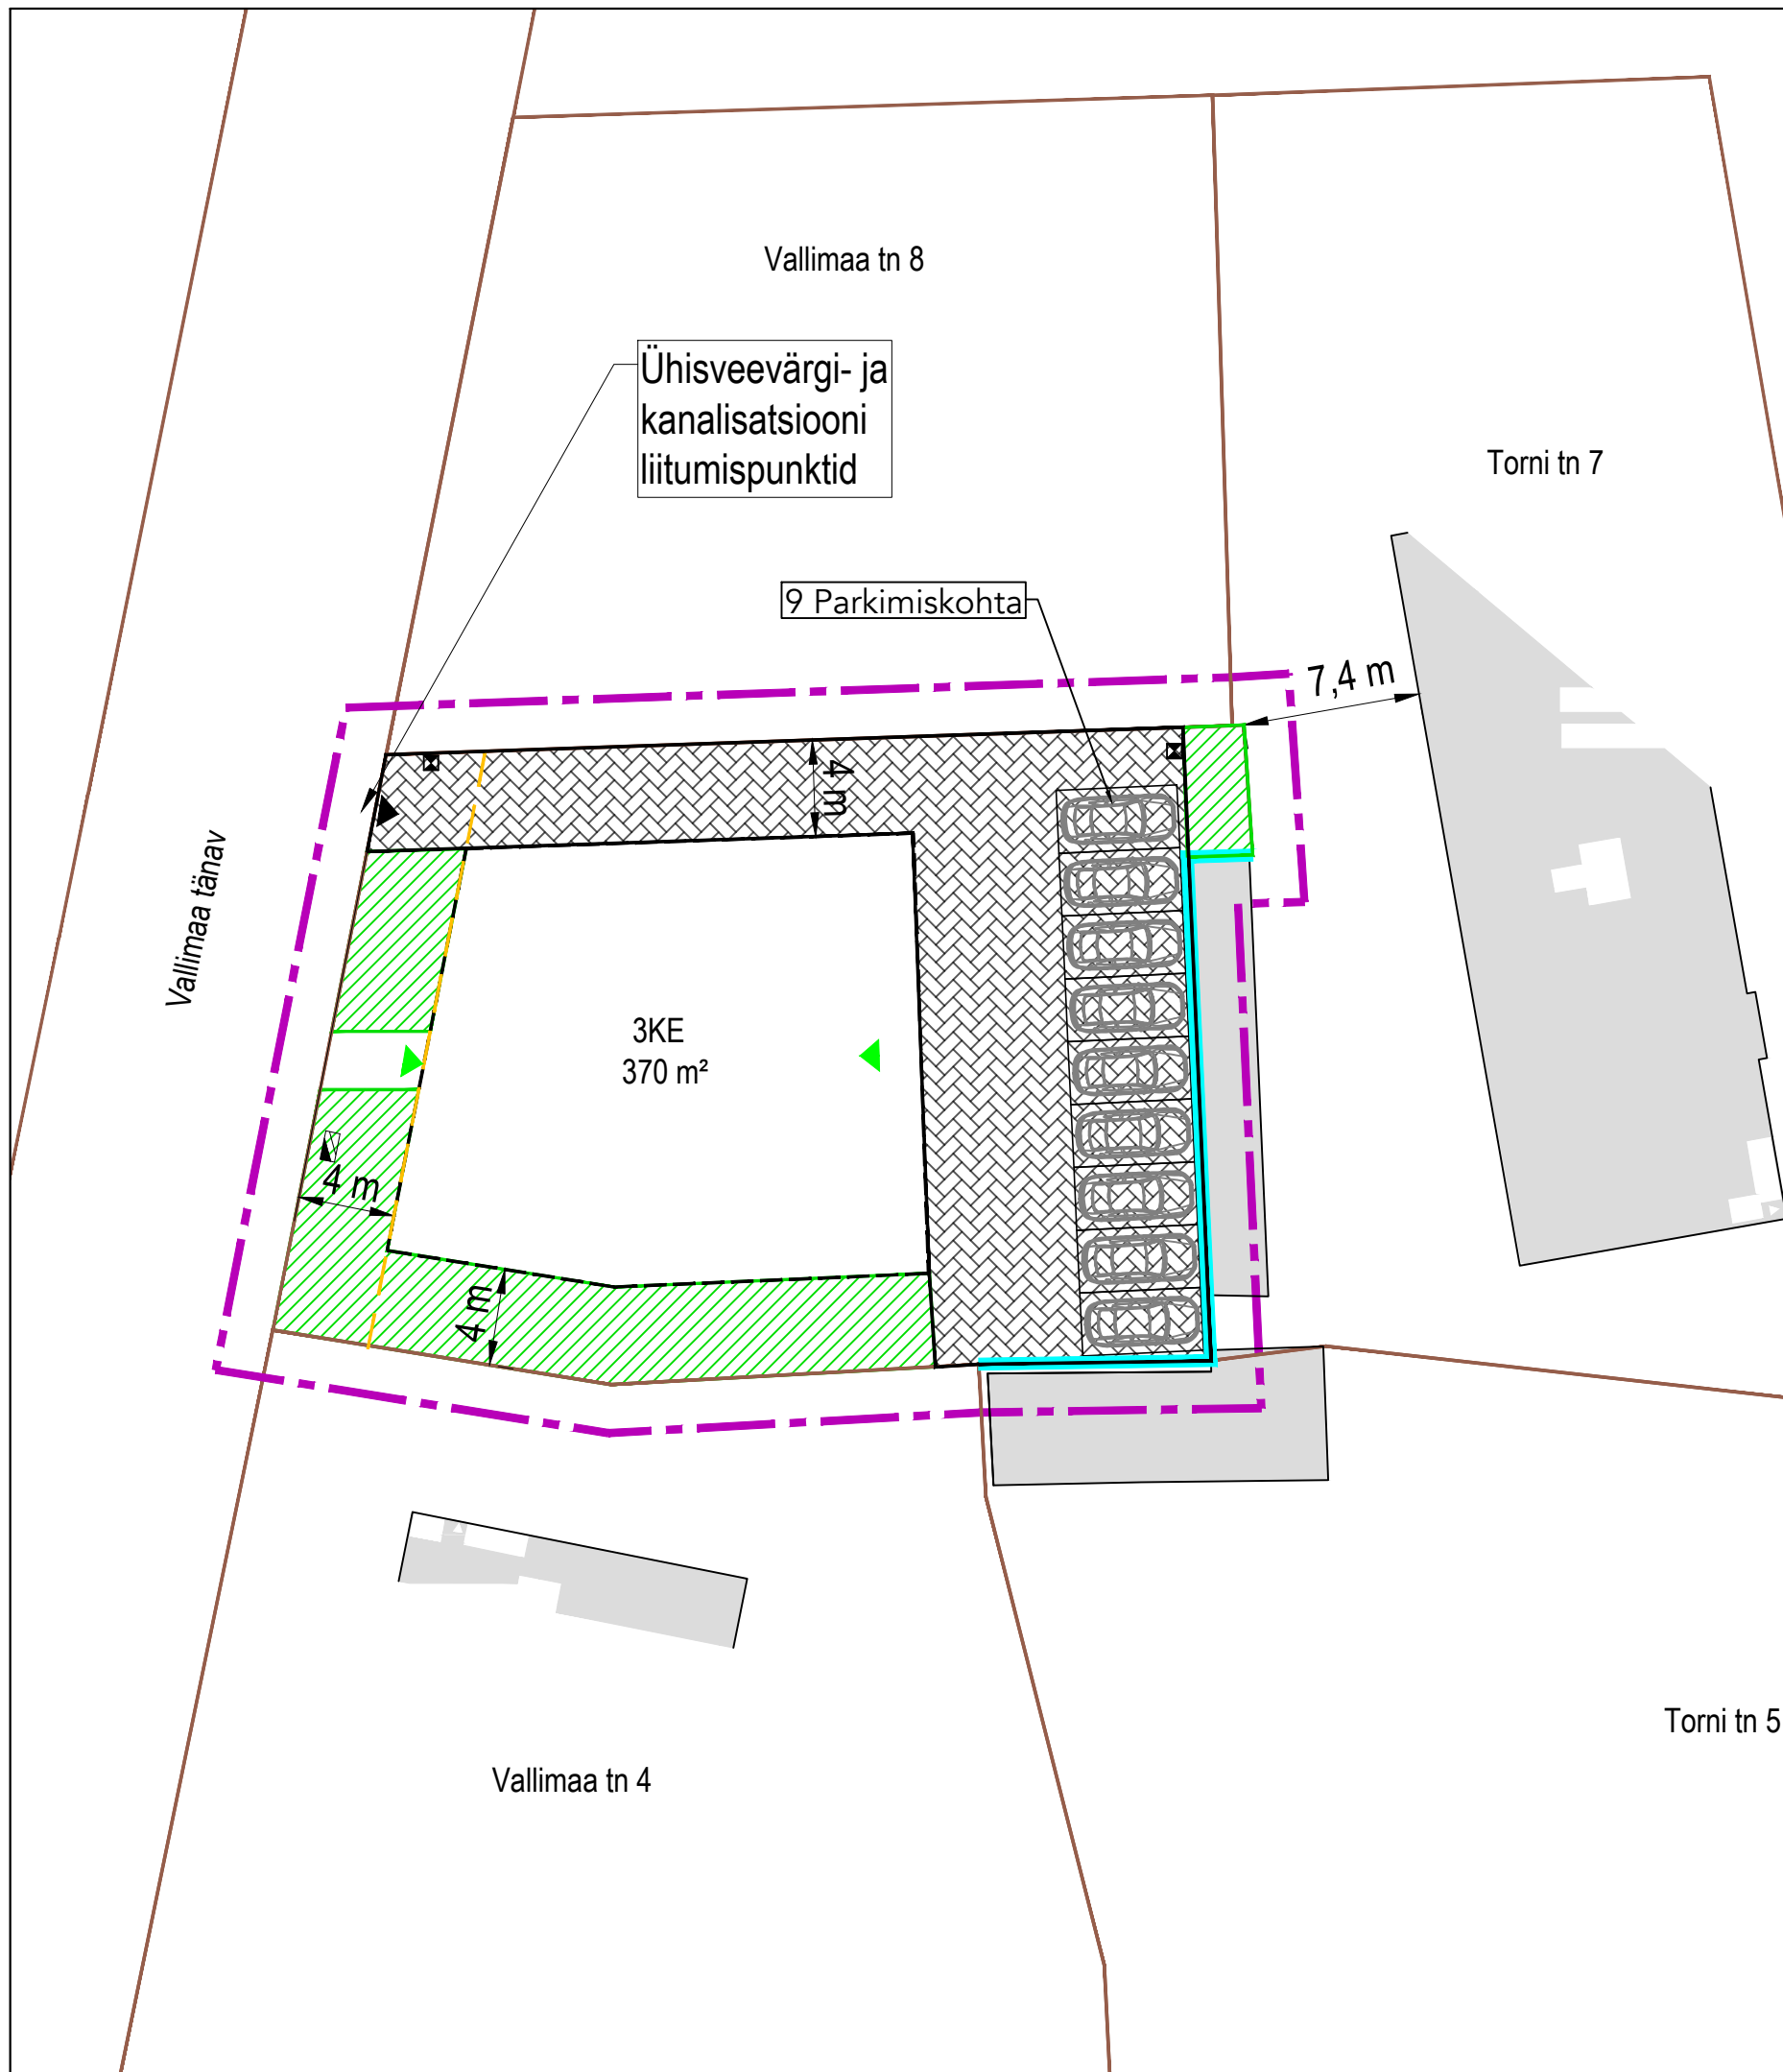 Vallimaa tn 8
Ühisveevärgi- ja
kanalisatsiooni
liitumispunktid
Torni tn 7
9 Parkimiskohta
7,4 m
4 m
Vallimaa tänav
3KE
370 m²
4 m
4 m
Torni tn 5
Vallimaa tn 4